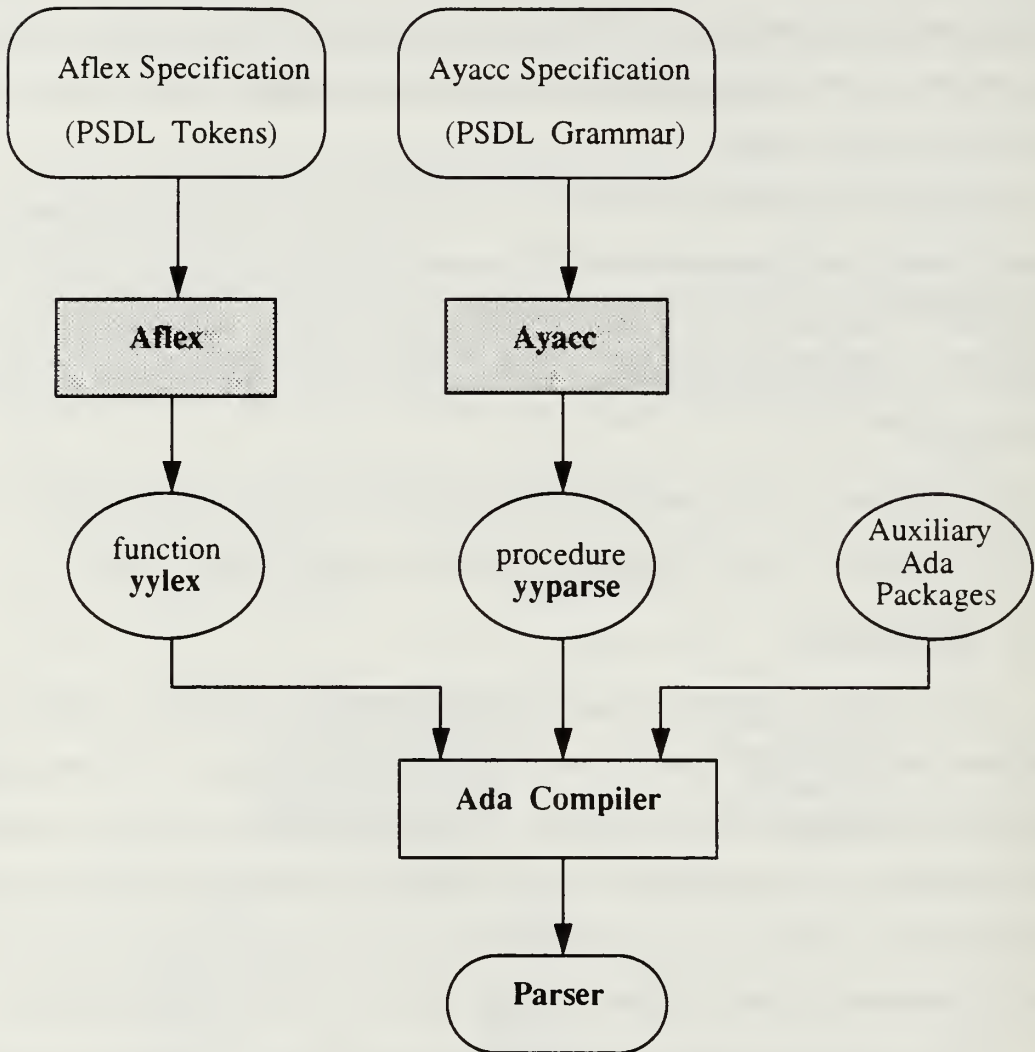 Aflex Specification
(PSDL Tokens)
Ayacc Specification
(PSDL Grammar)
Aflex
Ayacc
function
yylex
procedure
yyparse
Auxiliary
Ada
Packages
Ada Compiler
Parser